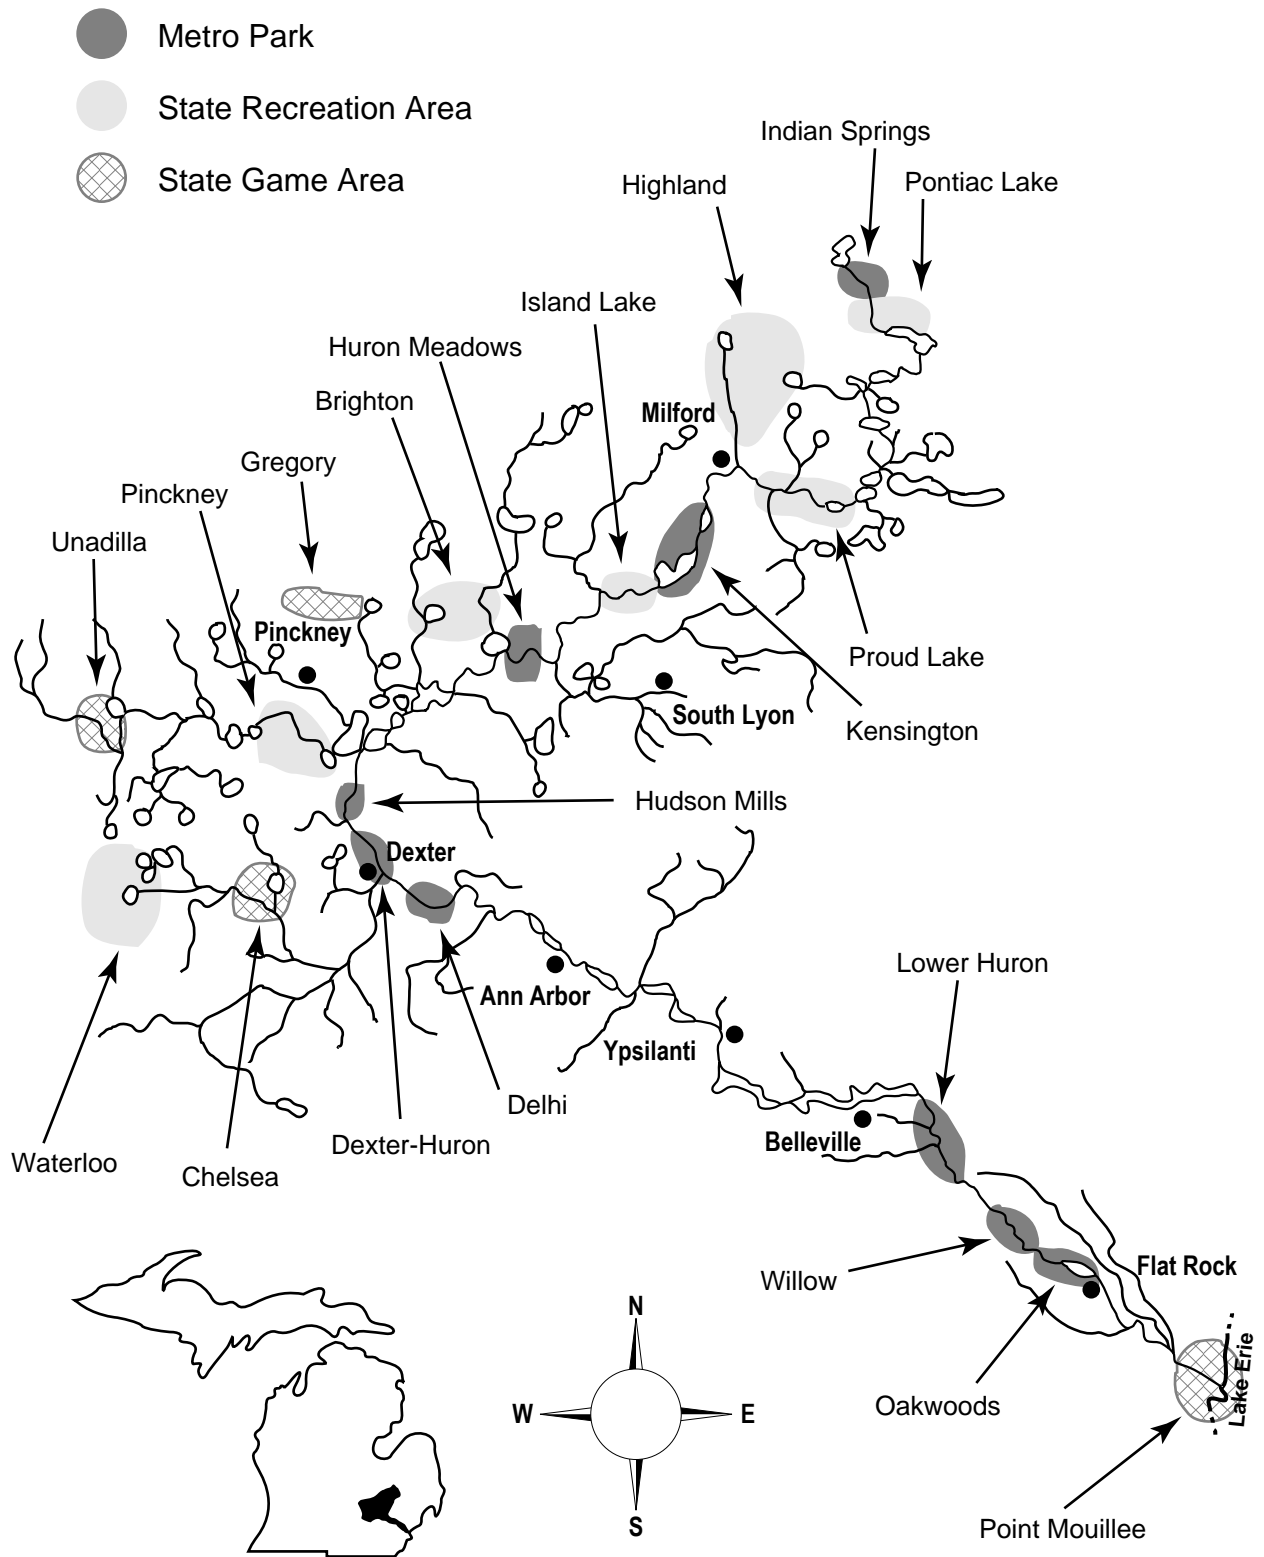 Metro Park
State Recreation Area
State Game Area
Indian Springs
Highland
Pontiac Lake
Island Lake
Huron Meadows
Brighton
Milford
Gregory
Pinckney
Unadilla
Pinckney
Proud Lake
South Lyon
Kensington
Hudson Mills
Dexter
Lower Huron
Ann Arbor
Ypsilanti
Delhi
Belleville
Dexter-Huron
Waterloo
Chelsea
Flat Rock
Willow
N
Lake Erie
Oakwoods
W
E
S
Point Mouillee